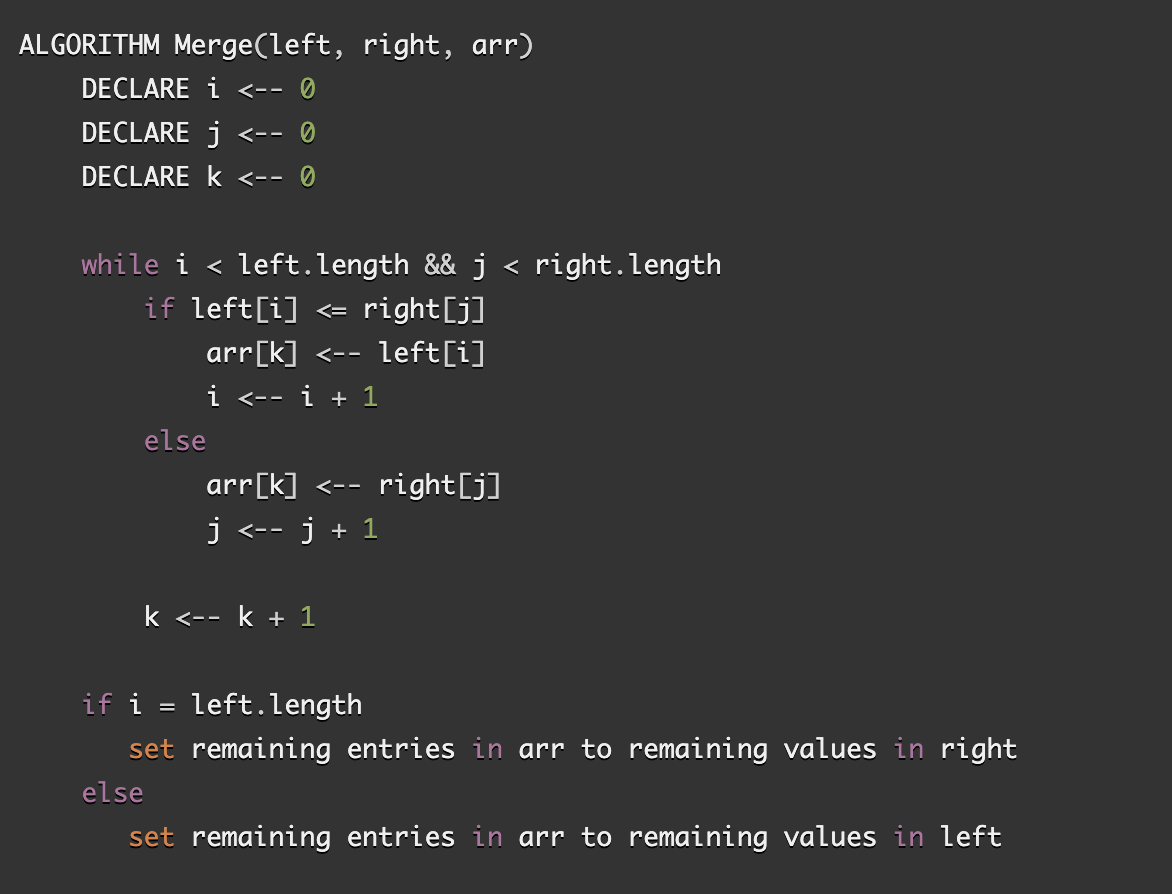 ALGORITHM Merge(left, right, arr)
    DECLARE i <-- 0
    DECLARE j <-- 0
    DECLARE k <-- 0

    while i < left.length && j < right.length
        if left[i] <= right[j]
            arr[k] <-- left[i]
            i <-- i + 1
        else
            arr[k] <-- right[j]
            j <-- j + 1

        k <-- k + 1

    if i = left.length
       set remaining entries in arr to remaining values in right
    else
       set remaining entries in arr to remaining values in left